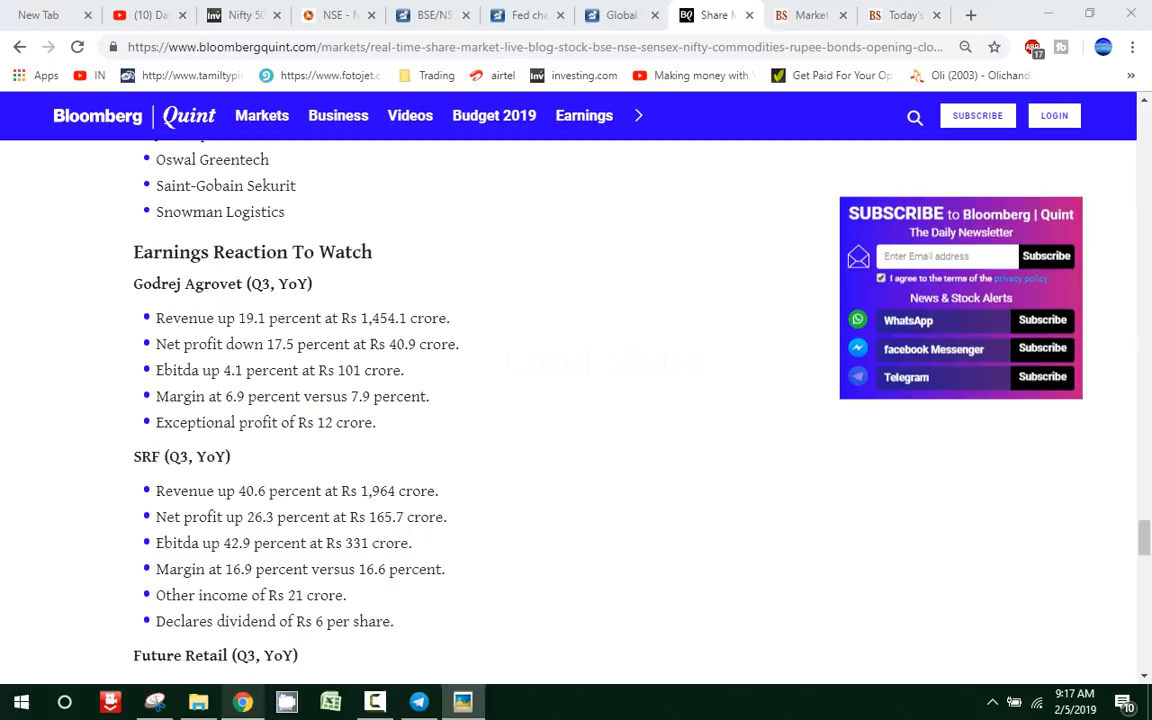 New Tab
(10) Da
Nifty 50
NSE - N
BSE/NS
Fed cha
Global
Share M
Market
Today's
https://www.bloombergquint.com/markets/real-time-share-market-live-blog-stock-bse-nse-sensex-nifty-commodities-rupee-bonds-opening-clo...
17
Apps
IN
http://www.tamiltypi
https://www.fotojet.c
Trading
airtel
investing.com
Making money with
Get Paid For Your Op
Oli (2003) - Olichand
»
Bloomberg | Quint
Markets
Business
Videos
Budget 2019
Earnings
SUBSCRIBE
LOGIN
Oswal Greentech
Saint-Gobain Sekurit
Snowman Logistics
Earnings Reaction To Watch
Godrej Agrovet (Q3, YoY)
Revenue up 19.1 percent at Rs 1,454.1 crore.
Net profit down 17.5 percent at Rs 40.9 crore.
Ebitda up 4.1 percent at Rs 101 crore.
Margin at 6.9 percent versus 7.9 percent.
Exceptional profit of Rs 12 crore.
SRF (Q3, YoY)
Revenue up 40.6 percent at Rs 1,964 crore.
Net profit up 26.3 percent at Rs 165.7 crore.
Ebitda up 42.9 percent at Rs 331 crore.
Margin at 16.9 percent versus 16.6 percent.
Other income of Rs 21 crore.
Declares dividend of Rs 6 per share.
Future Retail (Q3, YoY)
SUBSCRIBE to Bloomberg | Quint
The Daily Newsletter
Enter Email address
Subscribe
I agree to the terms of the privacy policy
News & Stock Alerts
WhatsApp Subscribe
facebook Messenger Subscribe
Telegram Subscribe
9:17 AM
2/5/2019
10